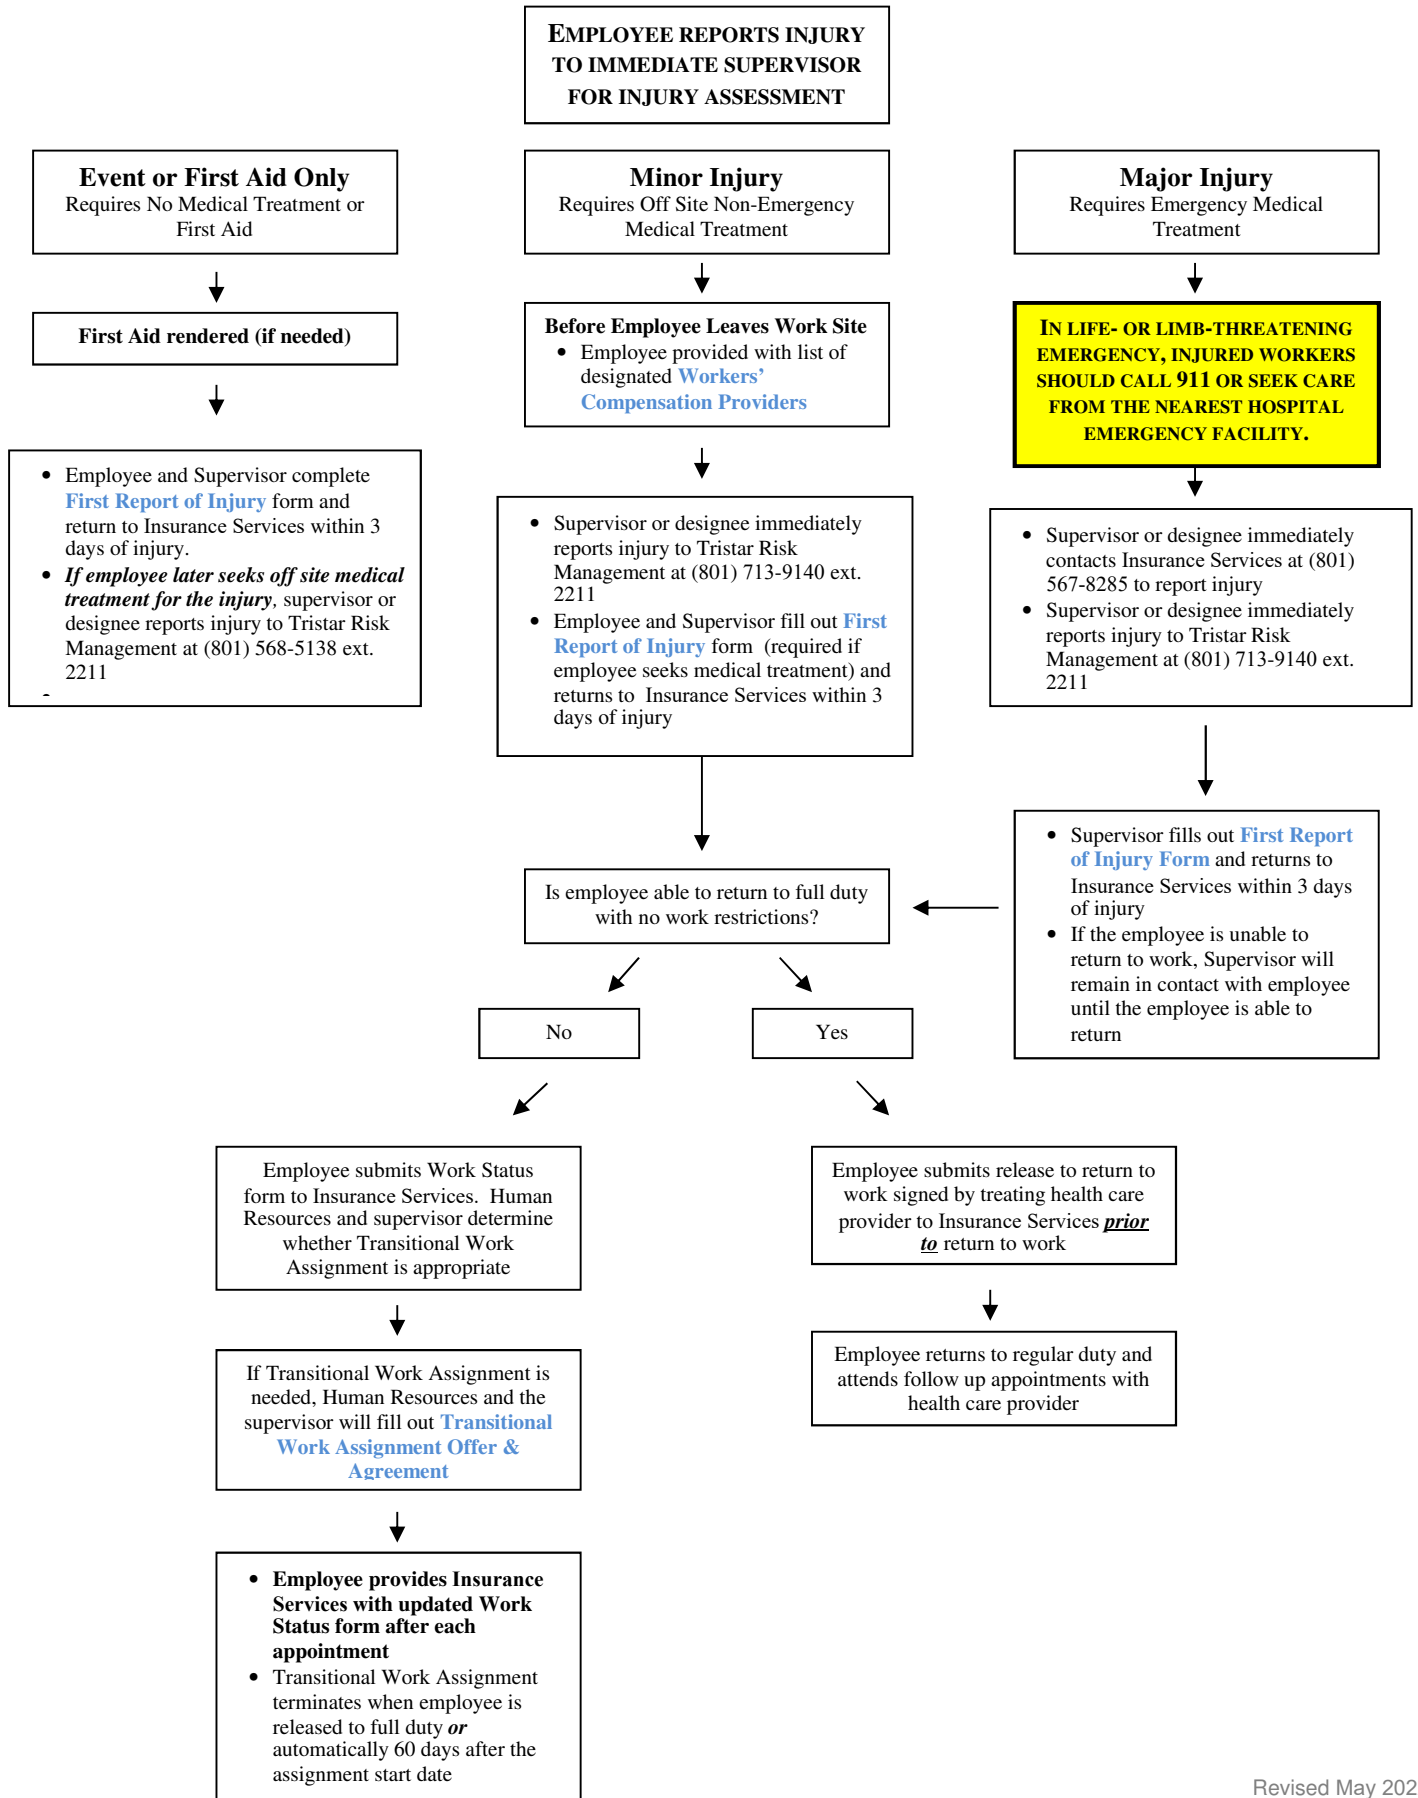 EMPLOYEE REPORTS INJURY
TO IMMEDIATE SUPERVISOR
FOR INJURY ASSESSMENT
Event or First Aid Only
Requires No Medical Treatment or
First Aid
First Aid rendered (if needed)
• Employee and Supervisor complete
First Report of Injury form and
return to Insurance Services within 3
days of injury.
• If employee later seeks off site medical
treatment for the injury, supervisor or
designee reports injury to Tristar Risk
Management at (801) 568-5138 ext.
2211
Minor Injury
Requires Off Site Non-Emergency
Medical Treatment
Before Employee Leaves Work Site
• Employee provided with list of
designated Workers’
Compensation Providers
• Supervisor or designee immediately
reports injury to Tristar Risk
Management at (801) 713-9140 ext.
2211
• Employee and Supervisor fill out First
Report of Injury form (required if
employee seeks medical treatment) and
returns to Insurance Services within 3
days of injury
Major Injury
Requires Emergency Medical
Treatment
IN LIFE- OR LIMB-THREATENING
EMERGENCY, INJURED WORKERS
SHOULD CALL 911 OR SEEK CARE
FROM THE NEAREST HOSPITAL
EMERGENCY FACILITY.
• Supervisor or designee immediately
contacts Insurance Services at (801)
567-8285 to report injury
• Supervisor or designee immediately
reports injury to Tristar Risk
Management at (801) 713-9140 ext.
2211
• Supervisor fills out First Report
of Injury Form and returns to
Insurance Services within 3 days
of injury
• If the employee is unable to
return to work, Supervisor will
remain in contact with employee
until the employee is able to
return
Is employee able to return to full duty
with no work restrictions?
No
Yes
Employee submits Work Status
form to Insurance Services. Human
Resources and supervisor determine
whether Transitional Work
Assignment is appropriate
If Transitional Work Assignment is
needed, Human Resources and the
supervisor will fill out Transitional
Work Assignment Offer &
Agreement
• Employee provides Insurance
Services with updated Work
Status form after each
appointment
• Transitional Work Assignment
terminates when employee is
released to full duty or
automatically 60 days after the
assignment start date
Employee submits release to return to
work signed by treating health care
provider to Insurance Services prior
to return to work
Employee returns to regular duty and
attends follow up appointments with
health care provider
Revised May 202